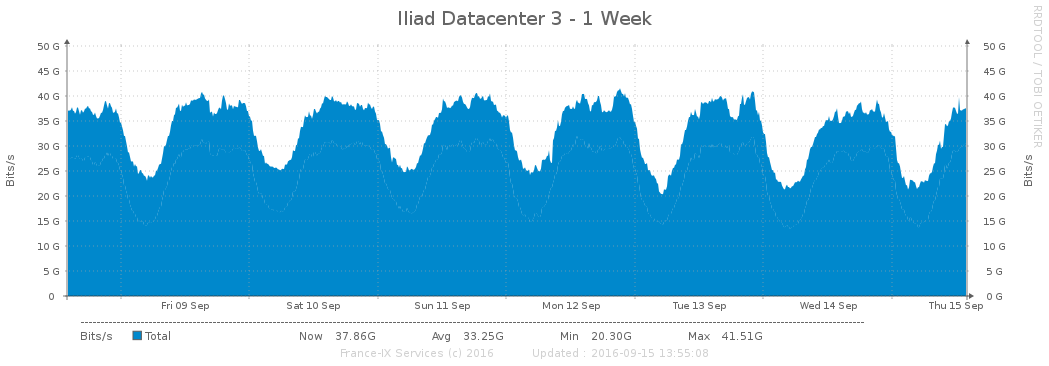 Iliad Datacenter 3 - 1 Week
RRDTOOL / TOBI OETIKER
50 G 50 G
45 G 45 G
40 G 40 G
35 G 35 G
30 G 30 G
25 G 25 G
20 G 20 G
15 G 15 G
10 G 10 G
5 G 5 G
0 0 G
Bits/s Bits/s
Fri 09 Sep Sat 10 Sep Sun 11 Sep Mon 12 Sep Tue 13 Sep Wed 14 Sep Thu 15 Sep
Bits/s Total Now 37.86G Avg 33.25G Min 20.30G Max 41.51G
France-IX Services (c) 2016 Updated : 2016-09-15 13:55:08